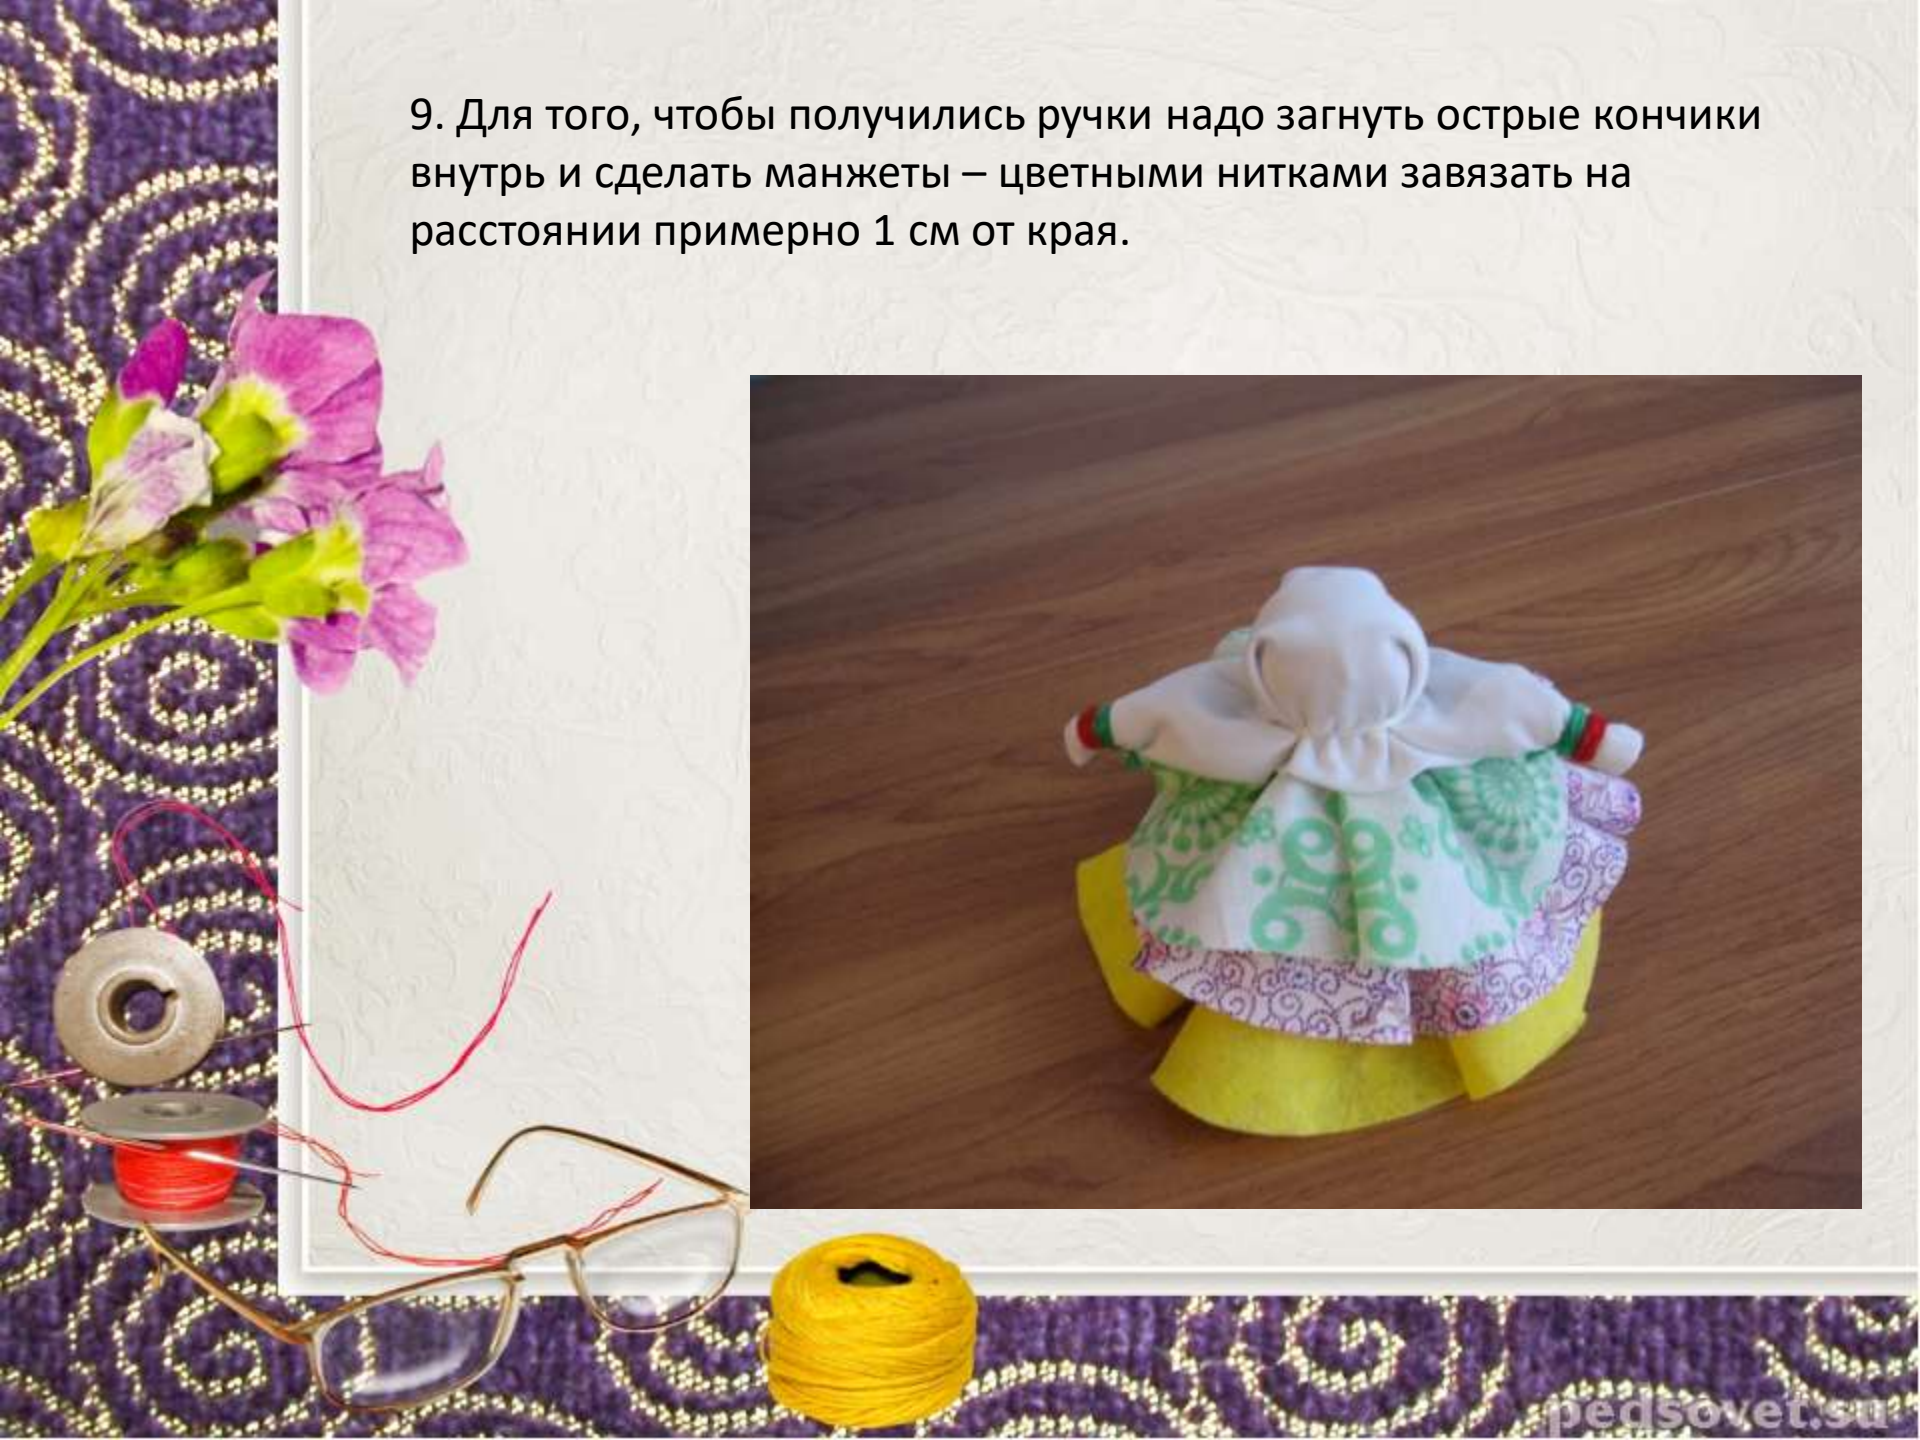 9. Для того, чтобы получились ручки надо загнуть острые кончики
внутрь и сделать манжеты – цветными нитками завязать на
расстоянии примерно 1 см от края.
pedsovet.su